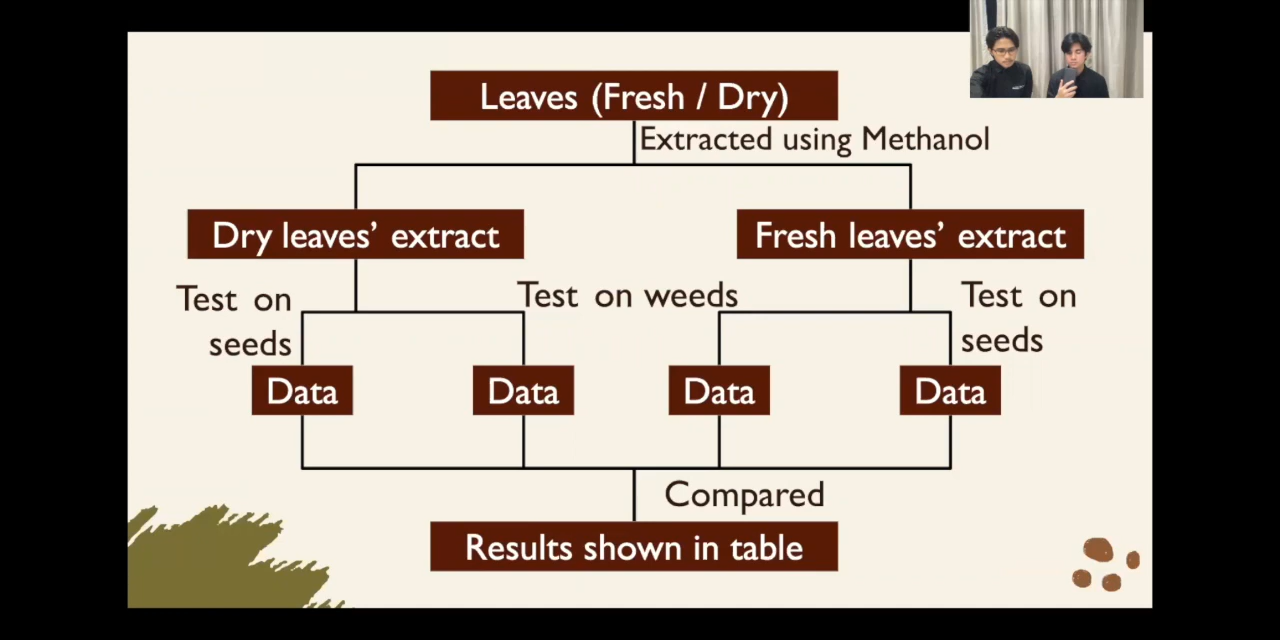 Leaves (Fresh / Dry)
Extracted using Methanol
Dry leaves’ extract
Fresh leaves’ extract
Test on
seeds
Test on weeds
Test on
seeds
Data
Data
Data
Data
Compared
Results shown in table